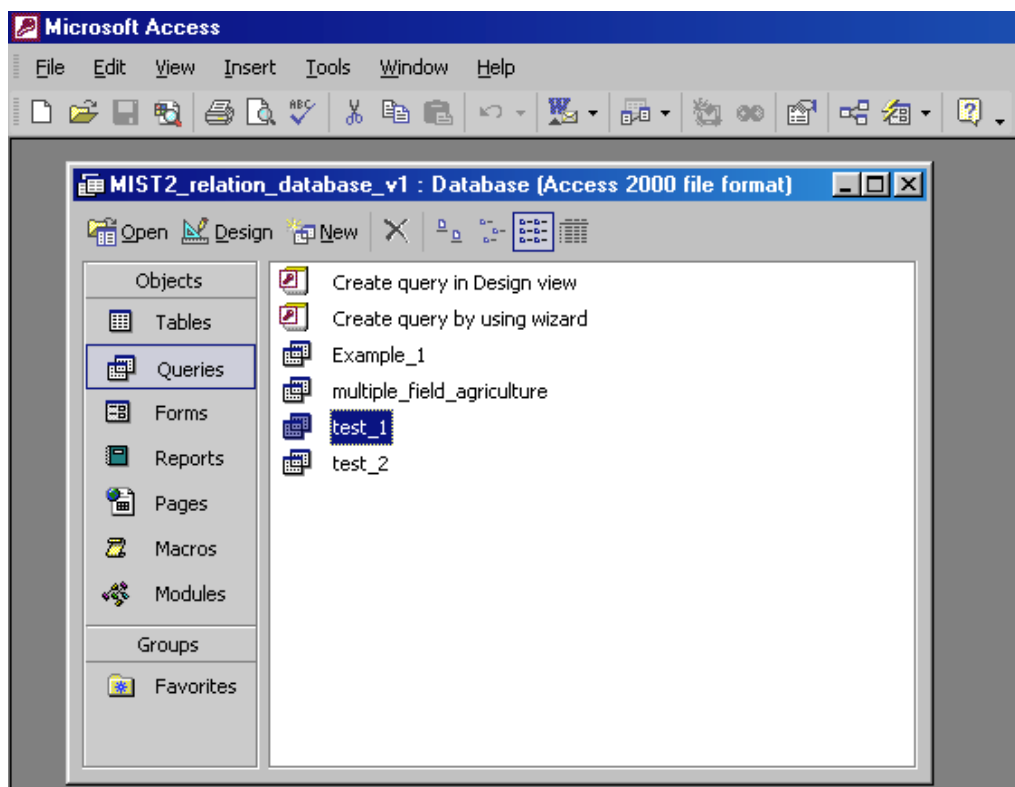 Microsoft Access
File Edit View Insert Tools Window Help
ABC W
MIST2_relation_database_v1 : Database (Access 2000 file format)
Open Design New
Objects
Tables
Queries
Forms
Reports
Pages
Macros
Modules
Groups
Favorites
Create query in Design view
Create query by using wizard
Example_1
multiple_field_agriculture
test_1
test_2